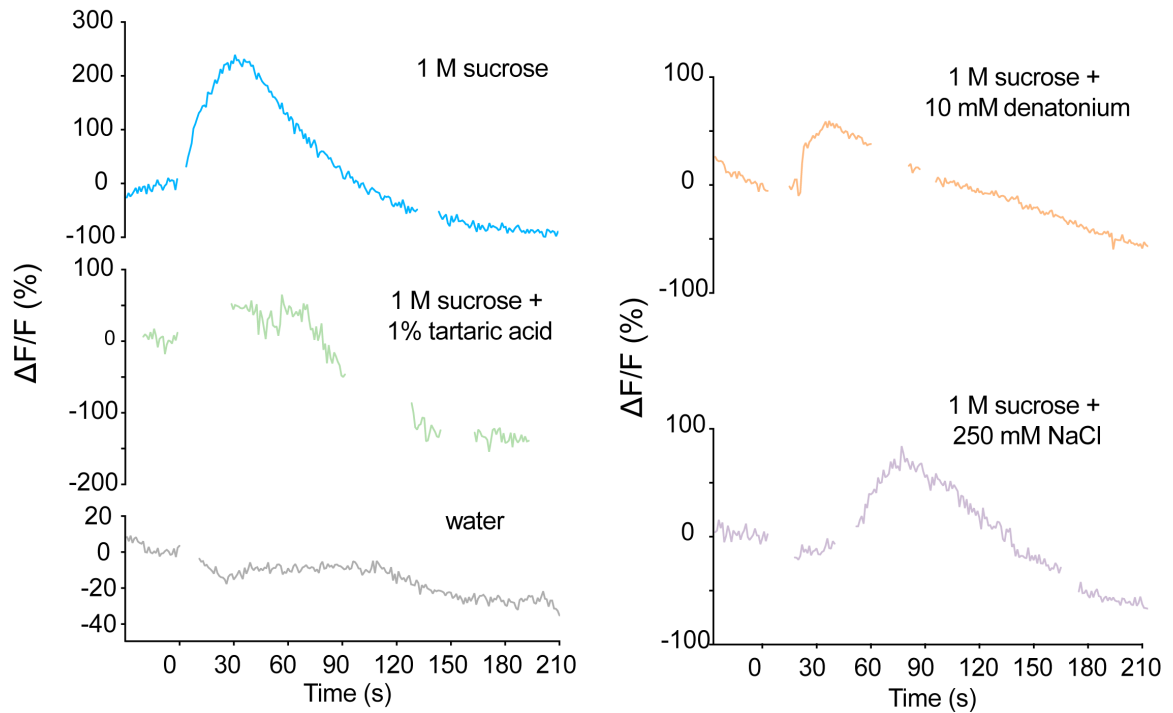 300
200
100
0
-100
1 M sucrose
100
0
-100
-200
1 M sucrose +
1% tartaric acid
20
0
-20
-40
water
0 30 60 90 120 150 180 210
Time (s)
ΔF/F (%)
100
0
-100
1 M sucrose +
10 mM denatonium
100
0
-100
1 M sucrose +
250 mM NaCl
0 30 60 90 120 150 180 210
Time (s)
ΔF/F (%)